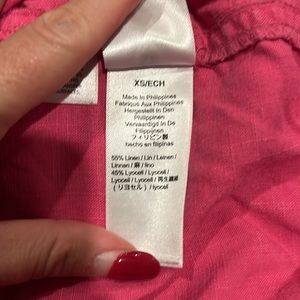 XS/ECH
Made In Philippines
Fabriqué Aux Philippines
Hergestellt In Den
Philippinen
Vervaardigd In De
Filippijnen
フィリピン製
hecho en filipinas
55% Linen / Lin / Leinen /
Linnen / 麻 / lino
45% Lyocell / Lyocell /
Lyocell / Lyocell / 再生繊維
( リヨセル ) / lyocell